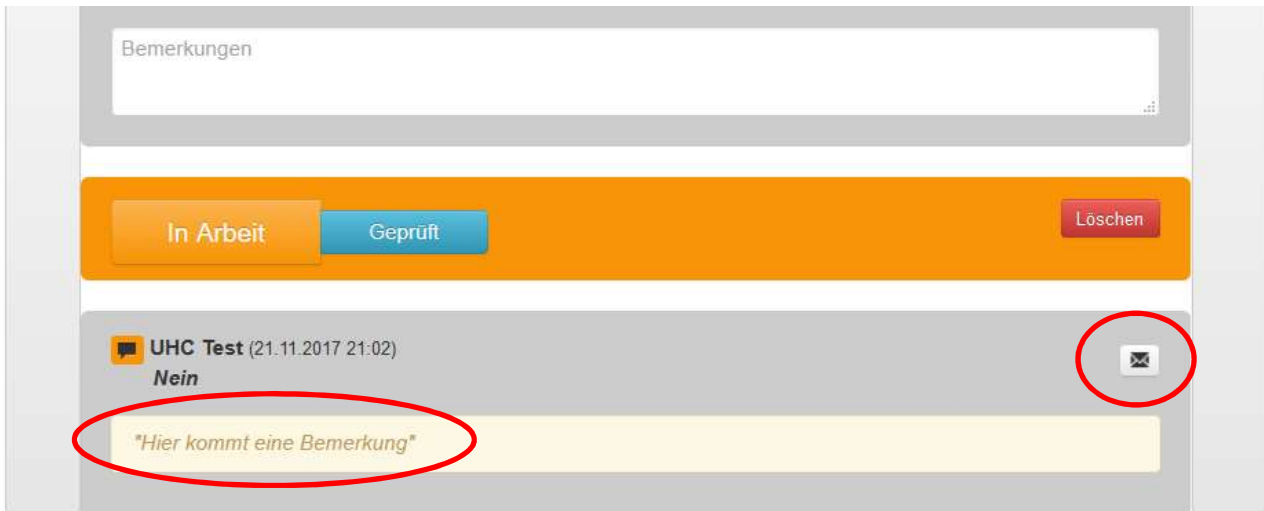 Bemerkungen
In Arbeit
Geprüft
Löschen
UHC Test (21.11.2017 21:02)
Nein
"Hier kommt eine Bemerkung"